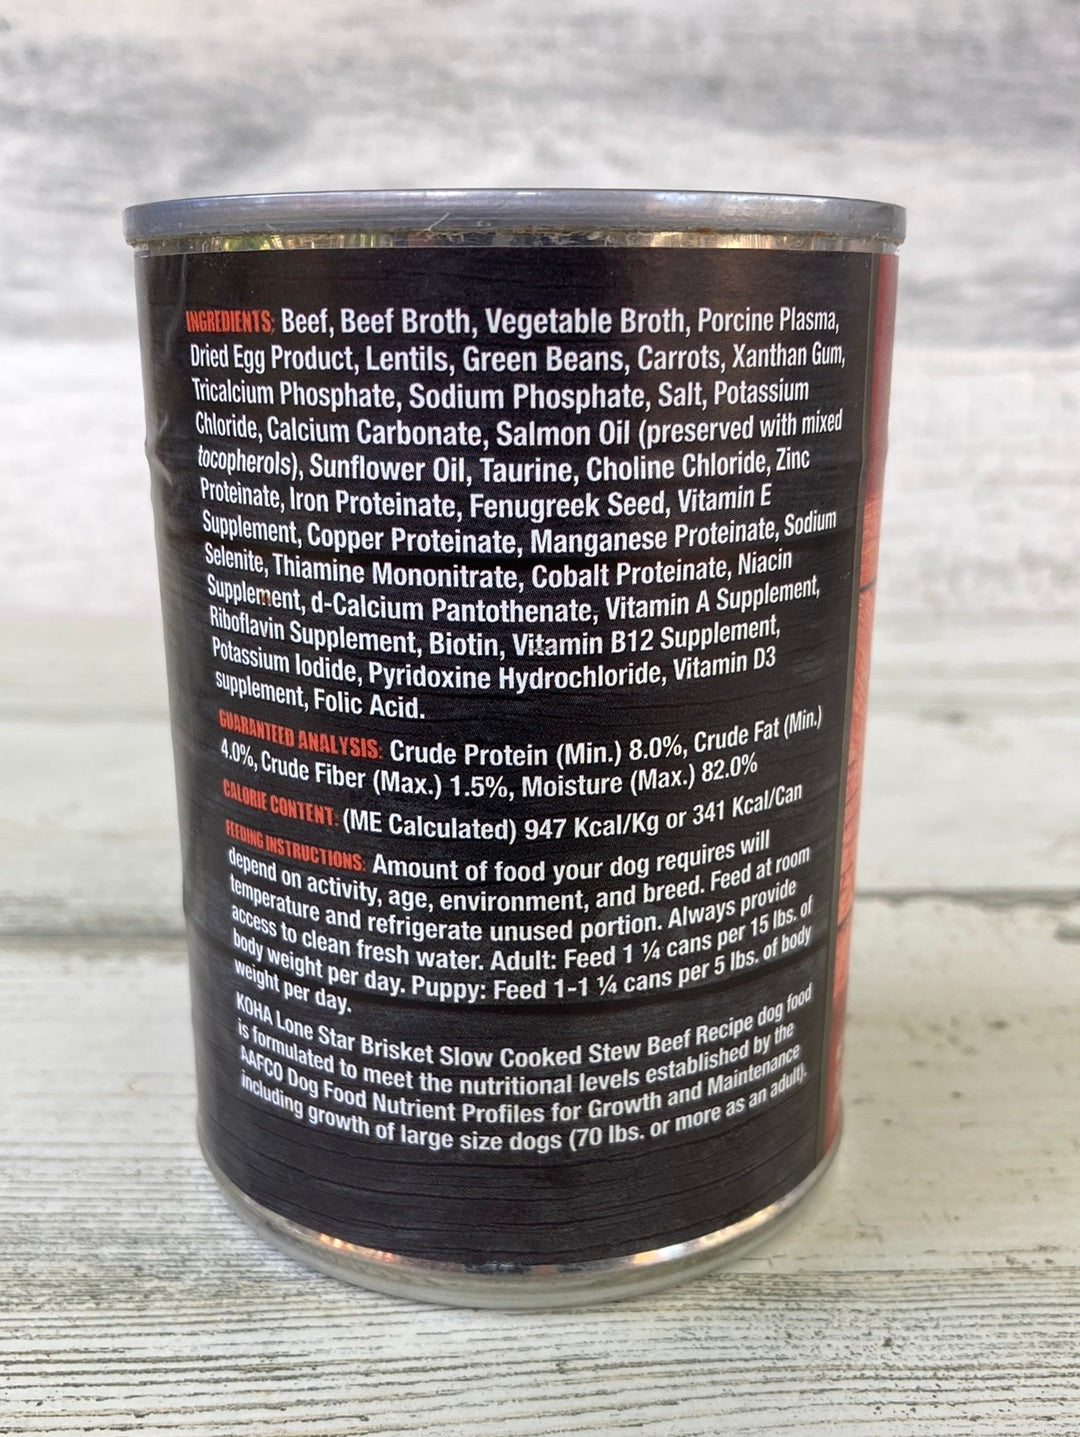 INGREDIENTS: Beef, Beef Broth, Vegetable Broth, Porcine Plasma,
Dried Egg Product, Lentils, Green Beans, Carrots, Xanthan Gum,
Tricalcium Phosphate, Sodium Phosphate, Salt, Potassium
Chloride, Calcium Carbonate, Salmon Oil (preserved with mixed
tocopherols), Sunflower Oil, Taurine, Choline Chloride, Zinc
Proteinate, Iron Proteinate, Fenugreek Seed, Vitamin E
Supplement, Copper Proteinate, Manganese Proteinate, Sodium
Selenite, Thiamine Mononitrate, Cobalt Proteinate, Niacin
Supplement, d-Calcium Pantothenate, Vitamin A Supplement,
Riboflavin Supplement, Biotin, Vitamin B12 Supplement,
Potassium Iodide, Pyridoxine Hydrochloride, Vitamin D3
supplement, Folic Acid.
GUARANTEED ANALYSIS: Crude Protein (Min.) 8.0%, Crude Fat (Min.)
4.0%, Crude Fiber (Max.) 1.5%, Moisture (Max.) 82.0%
CALORIE CONTENT: (ME Calculated) 947 Kcal/Kg or 341 Kcal/Can
FEEDING INSTRUCTIONS: Amount of food your dog requires will
depend on activity, age, environment, and breed. Feed at room
temperature and refrigerate unused portion. Always provide
access to clean fresh water. Adult: Feed 1 ¼ cans per 15 lbs. of
body weight per day. Puppy: Feed 1-1 ¼ cans per 5 lbs. of body
weight per day.
KOHA Lone Star Brisket Slow Cooked Stew Beef Recipe dog food
is formulated to meet the nutritional levels established by the
AAFCO Dog Food Nutrient Profiles for Growth and Maintenance
including growth of large size dogs (70 lbs. or more as an adult).